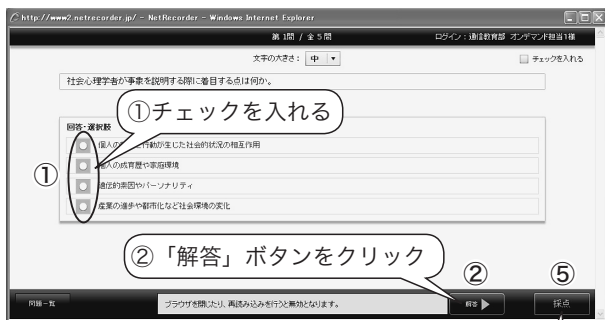 http://www2.netrecorder.jp/ - NetRecorder - Windows Internet Explorer
第 1問 / 全 5問
ログイン：通信教育部 オンデマンド担当1様
文字の大きさ： 中 ▼
チェックを入れる
社会心理学者が事象を説明する際に着目する点は何か。
①チェックを入れる
回答・選択肢
個人の 行動が生じた社会的状況の相互作用
①
人の成育歴や家庭環境
遺伝的素因やパーソナリティ
産業の進歩や都市化など社会環境の変化
②「解答」ボタンをクリック
②
⑤
問題一覧
ブラウザを閉じたり、再読み込みを行うと無効となります。
解答 ▶
採点